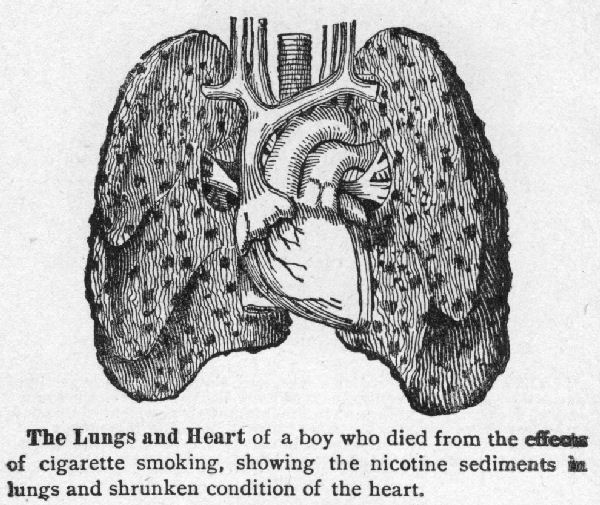 The Lungs and Heart of a boy who died from the effects
of cigarette smoking, showing the nicotine sediments in
lungs and shrunken condition of the heart.